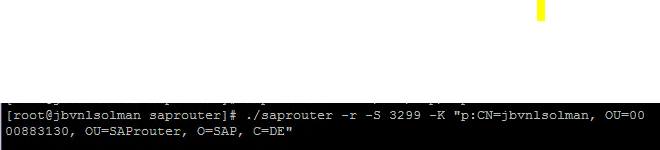 [root@jbvnlsolman saprouter]# ./saprouter -r -S 3299 -K "p:CN=jbvnlsolman, OU=00
00883130, OU=SAProuter, O=SAP, C=DE"